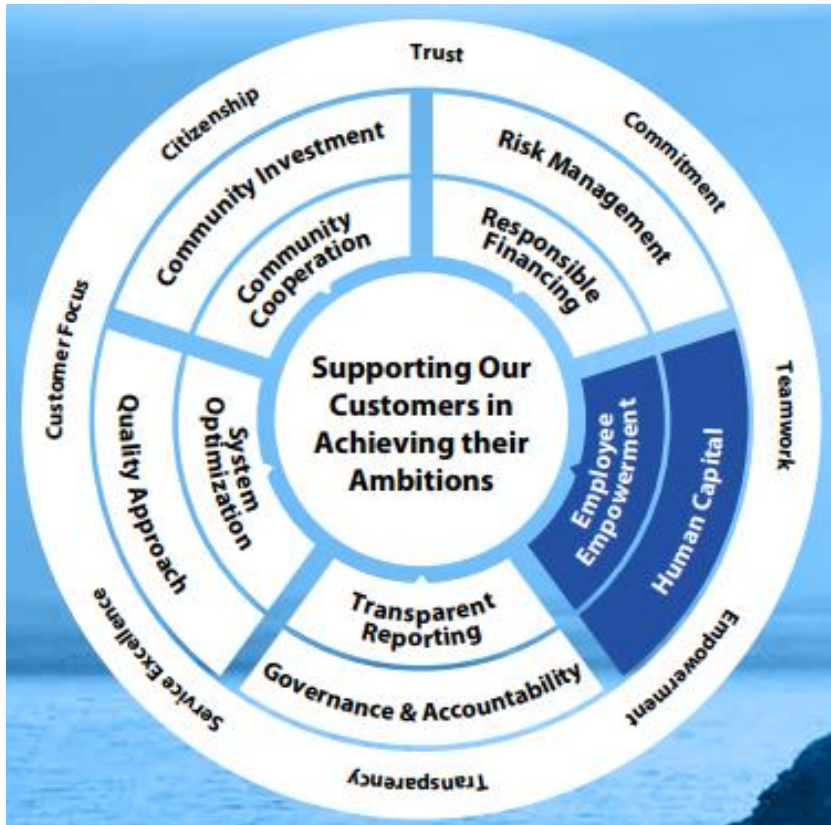 Trust
Commitment
Teamwork
Empowerment
Transparency
Service Excellence
Customer Focus
Citizenship
Community Investment
Community
Cooperation
Risk Management
Responsible
Financing
Human Capital
Employee
Empowerment
Governance & Accountability
Transparent
Reporting
Quality Approach
System
Optimization
Supporting Our
Customers in
Achieving their
Ambitions